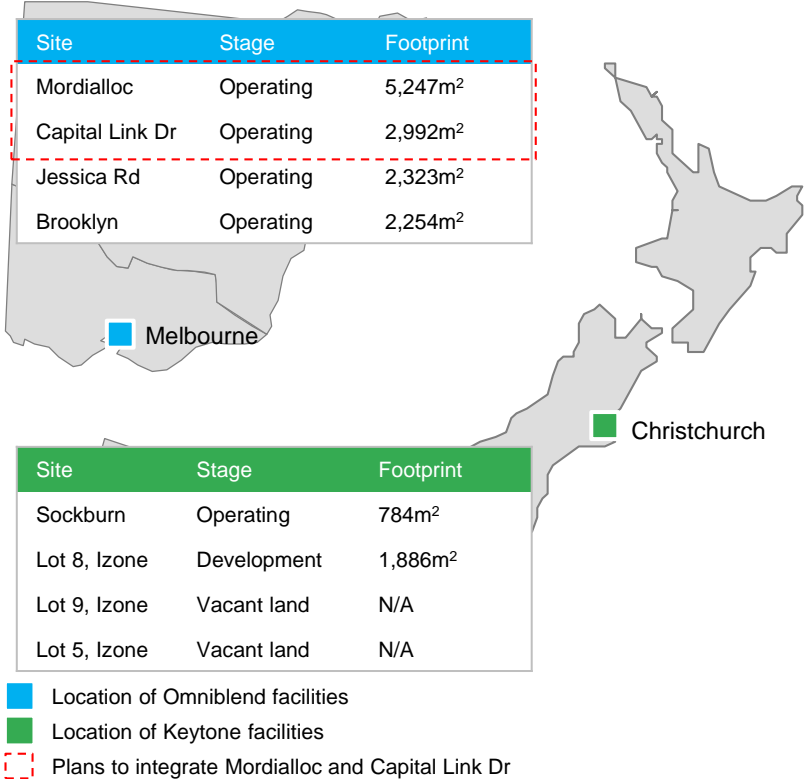 Site Stage Footprint
Mordialloc Operating 5,247m²
Capital Link Dr Operating 2,992m²
Jessica Rd Operating 2,323m²
Brooklyn Operating 2,254m²
Melbourne
Christchurch
Site Stage Footprint
Sockburn Operating 784m²
Lot 8, Izone Development 1,886m²
Lot 9, Izone Vacant land N/A
Lot 5, Izone Vacant land N/A
Location of Omniblend facilities
Location of Keytone facilities
Plans to integrate Mordialloc and Capital Link Dr